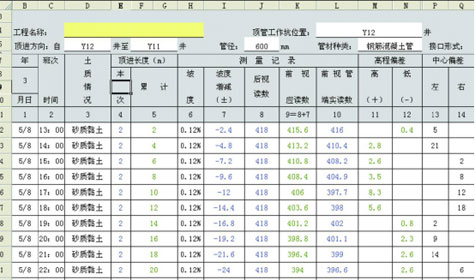 B C D E F G H I J K L M N P Q
工程名称: 顶管工作坑位置: Y12
顶进方向: 自 Y12 井至 Y11 井 管径: 600 mm 管材种类: 钢筋混凝土管 接口形式:
年 班次 土质情况 顶进长度(m) 测量记录 高程偏差 中心偏差
3 本次 累计 坡度 坡度增减(±) 后视读数 前视应读数 前视管端实读数 高(+) 低(-) 左 右
月日 时间
1 2 3 4 5 6 7 8 9=8+7 10 11 12 13 14
5/8 13:00 砂质黏土 2 2 0.12% -2.4 418 415.6 416 0.4 5
5/8 14:00 砂质黏土 2 4 0.12% -4.8 418 413.2 410.4 2.8 21
5/8 15:00 砂质黏土 2 6 0.12% -7.2 418 410.8 408.2 2.6 2
5/8 16:00 砂质黏土 2 8 0.12% -9.6 418 408.4 404.9 3.5 8
5/8 17:00 砂质黏土 2 10 0.12% -12 418 406 397.7 8.3 12
5/8 18:00 砂质黏土 2 12 0.12% -14.4 418 403.6 398 5.6 18
5/8 19:00 砂质黏土 2 14 0.12% -16.8 418 401.2 402 0.8 2
5/8 20:00 砂质黏土 2 16 0.12% -19.2 418 398.8 401.1 2.3 9
5/8 21:00 砂质黏土 2 18 0.12% -21.6 418 396.4 399 2.6 14
5/8 22:00 砂质黏土 2 20 0.12% -24 418 394 396.6 2.6 6